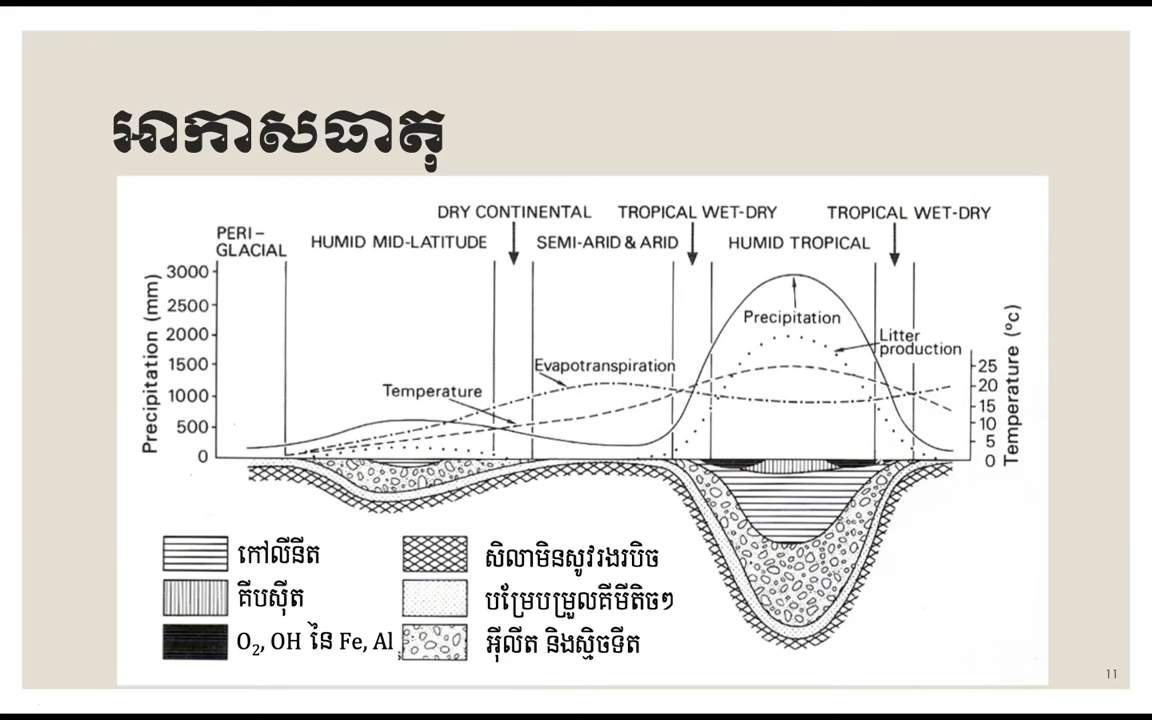 អាកាសធាតុ
DRY CONTINENTAL TROPICAL WET-DRY TROPICAL WET-DRY
PERI-GLACIAL HUMID MID-LATITUDE SEMI-ARID & ARID HUMID TROPICAL
Precipitation (mm)
3000
2500
2000
1500
1000
500
0
Precipitation
Litter production
Evapotranspiration
Temperature
25
20
15
10
5
0
Temperature (°c)
កៅលីនីត
សិលាមិនសូវរងរបិច
គីបស៊ីត
បម្រែបម្រួលគីមីតិចៗ
O₂, OH នៃ Fe, Al
អ៊ីលីត និងស្មិចទីត
11